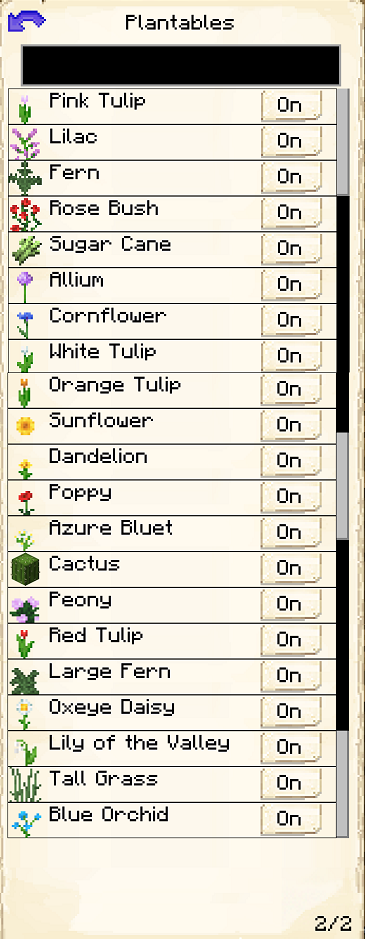 Plantables
Pink Tulip On
Lilac On
Fern On
Rose Bush On
Sugar Cane On
Allium On
Cornflower On
White Tulip On
Orange Tulip On
Sunflower On
Dandelion On
Poppy On
Azure Bluet On
Cactus On
Peony On
Red Tulip On
Large Fern On
Oxeye Daisy On
Lily of the Valley On
Tall Grass On
Blue Orchid On
2/2